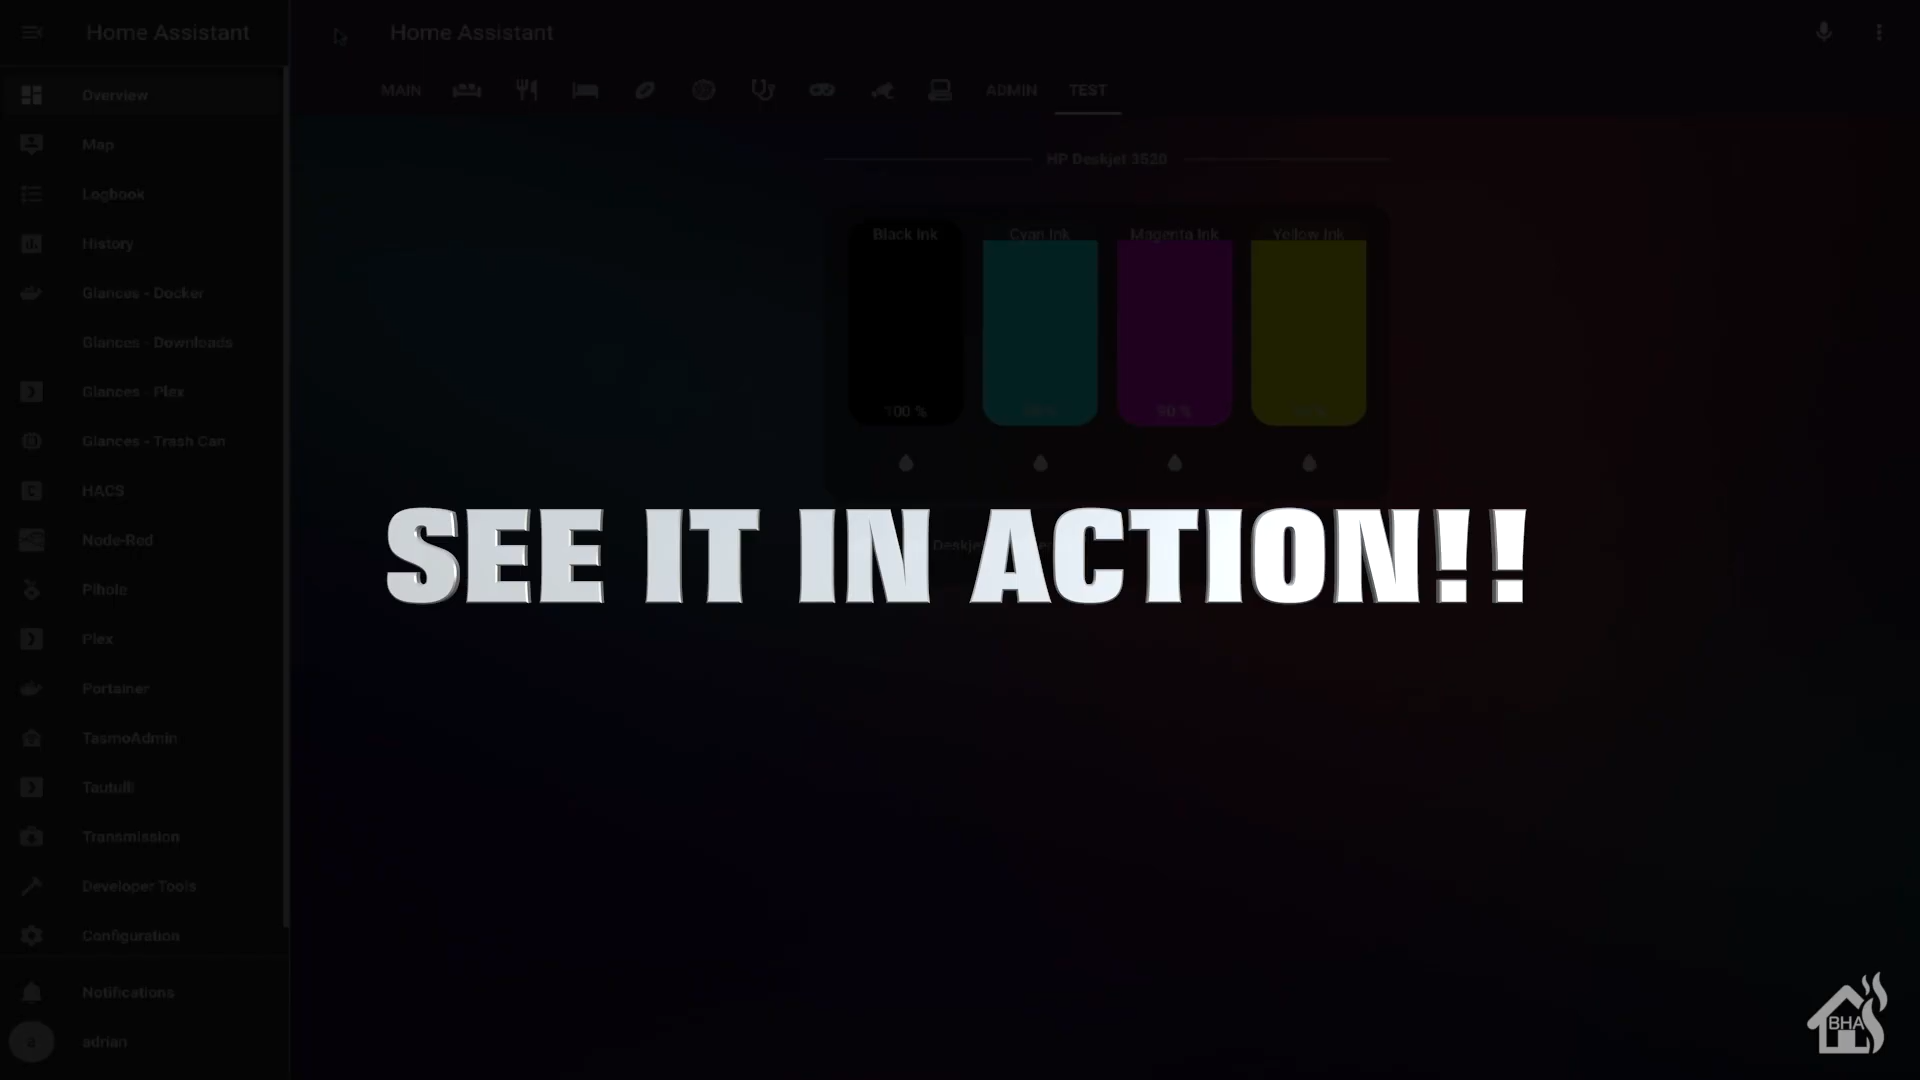 Home Assistant
Home Assistant
MAIN
ADMIN
TEST
Overview
Map
Logbook
History
Glances - Docker
Glances - Downloads
Glances - Plex
Glances - Trash Can
HACS
Node-Red
Pihole
Plex
Portainer
TasmoAdmin
Tautulli
Transmission
Developer Tools
Configuration
Notifications
a
adrian
HP Deskjet 3520
Black Ink
Cyan Ink
Magenta Ink
Yellow Ink
100 %
90 %
SEE IT IN ACTION!!
BHA